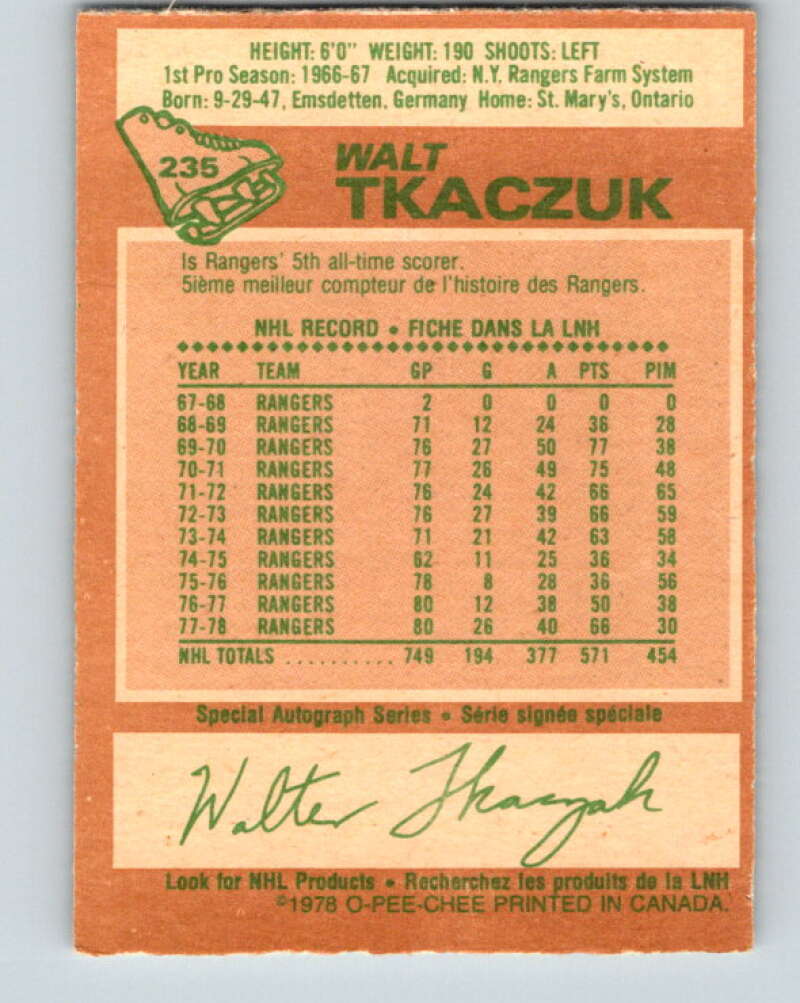 HEIGHT: 6'0" WEIGHT: 190 SHOOTS: LEFT
1st Pro Season: 1966-67 Acquired: N.Y. Rangers Farm System
Born: 9-29-47, Emsdetten, Germany Home: St. Mary's, Ontario
235
WALT
TKACZUK
Is Rangers' 5th all-time scorer.
5ième meilleur compteur de l'histoire des Rangers.
NHL RECORD • FICHE DANS LA LNH
YEAR TEAM GP G A PTS PIM
67-68 RANGERS 2 0 0 0 0
68-69 RANGERS 71 12 24 36 28
69-70 RANGERS 76 27 50 77 38
70-71 RANGERS 77 26 49 75 48
71-72 RANGERS 76 24 42 66 65
72-73 RANGERS 76 27 39 66 59
73-74 RANGERS 71 21 42 63 58
74-75 RANGERS 62 11 25 36 34
75-76 RANGERS 78 8 28 36 56
76-77 RANGERS 80 12 38 50 38
77-78 RANGERS 80 26 40 66 30
NHL TOTALS .......... 749 194 377 571 454
Special Autograph Series • Série signée spéciale
Walter Tkaczuk
Look for NHL Products • Recherchez les produits de la LNH
©1978 O-PEE-CHEE PRINTED IN CANADA.